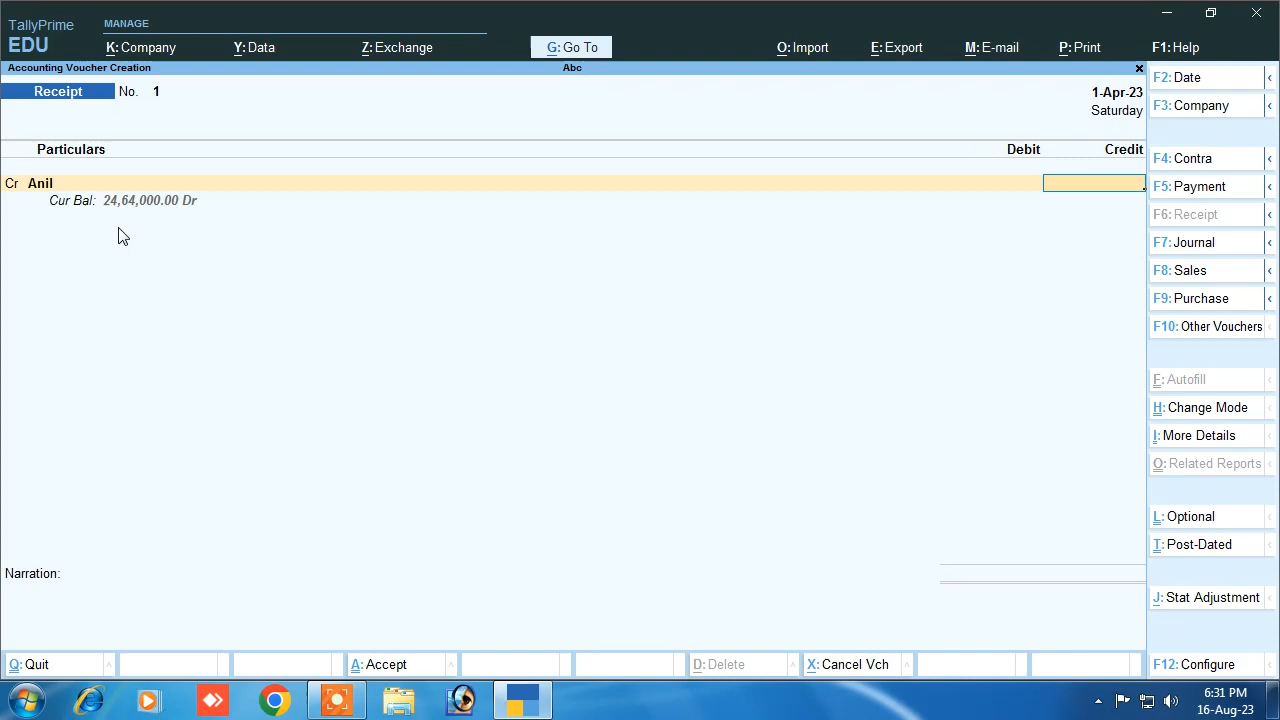 TallyPrime
EDU
MANAGE
K: Company
Y: Data
Z: Exchange
G: Go To
O: Import
E: Export
M: E-mail
P: Print
F1: Help
Accounting Voucher Creation
Abc
Receipt No. 1
1-Apr-23
Saturday
Particulars
Debit
Credit
Cr Anil
Cur Bal: 24,64,000.00 Dr
Narration:
F2: Date
F3: Company
F4: Contra
F5: Payment
F6: Receipt
F7: Journal
F8: Sales
F9: Purchase
F10: Other Vouchers
F: Autofill
H: Change Mode
I: More Details
O: Related Reports
L: Optional
T: Post-Dated
J: Stat Adjustment
Q: Quit
A: Accept
D: Delete
X: Cancel Vch
F12: Configure
6:31 PM
16-Aug-23